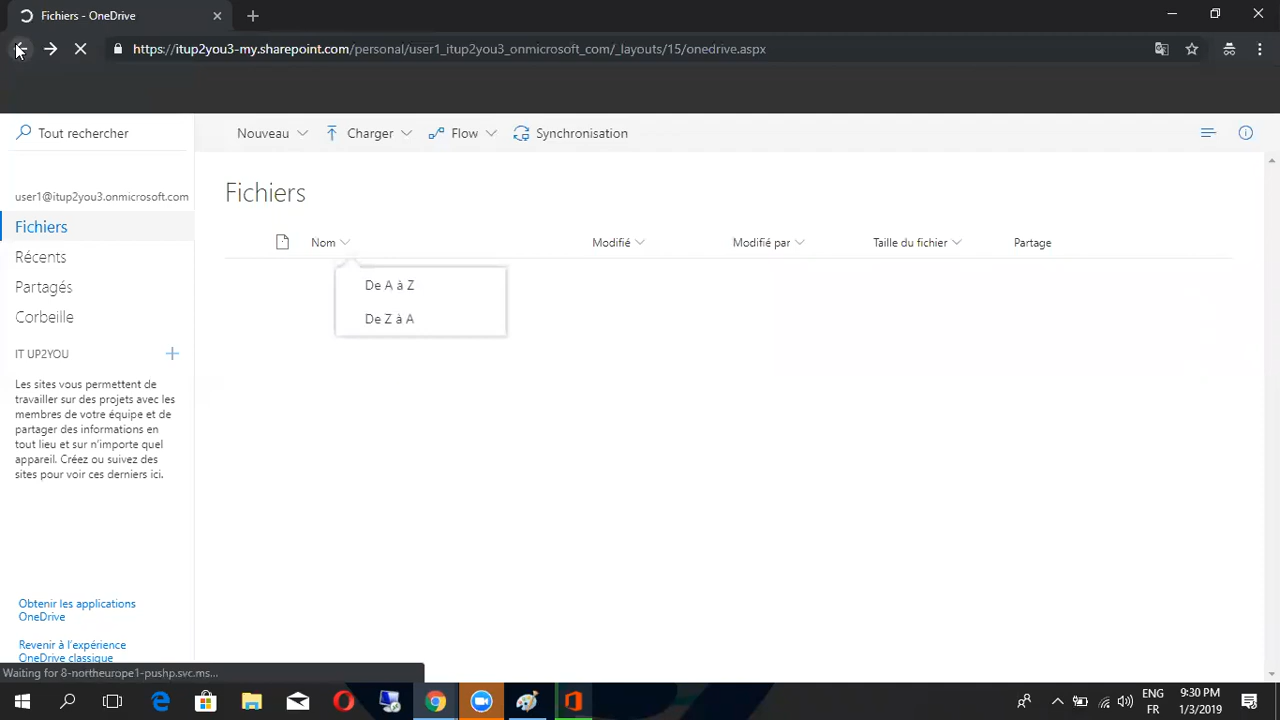 Fichiers - OneDrive
https://itup2you3-my.sharepoint.com/personal/user1_itup2you3_onmicrosoft_com/_layouts/15/onedrive.aspx
Tout rechercher
Nouveau
Charger
Flow
Synchronisation
user1@itup2you3.onmicrosoft.com
Fichiers
Récents
Partagés
Corbeille
IT UP2YOU
Les sites vous permettent de
travailler sur des projets avec les
membres de votre équipe et de
partager des informations en
tout lieu et sur n'importe quel
appareil. Créez ou suivez des
sites pour voir ces derniers ici.
Obtenir les applications
OneDrive
Revenir à l'expérience
OneDrive classique
Fichiers
Nom
Modifié
Modifié par
Taille du fichier
Partage
De A à Z
De Z à A
Waiting for 8-northeurope1-pushp.svc.ms...
ENG
FR
9:30 PM
1/3/2019